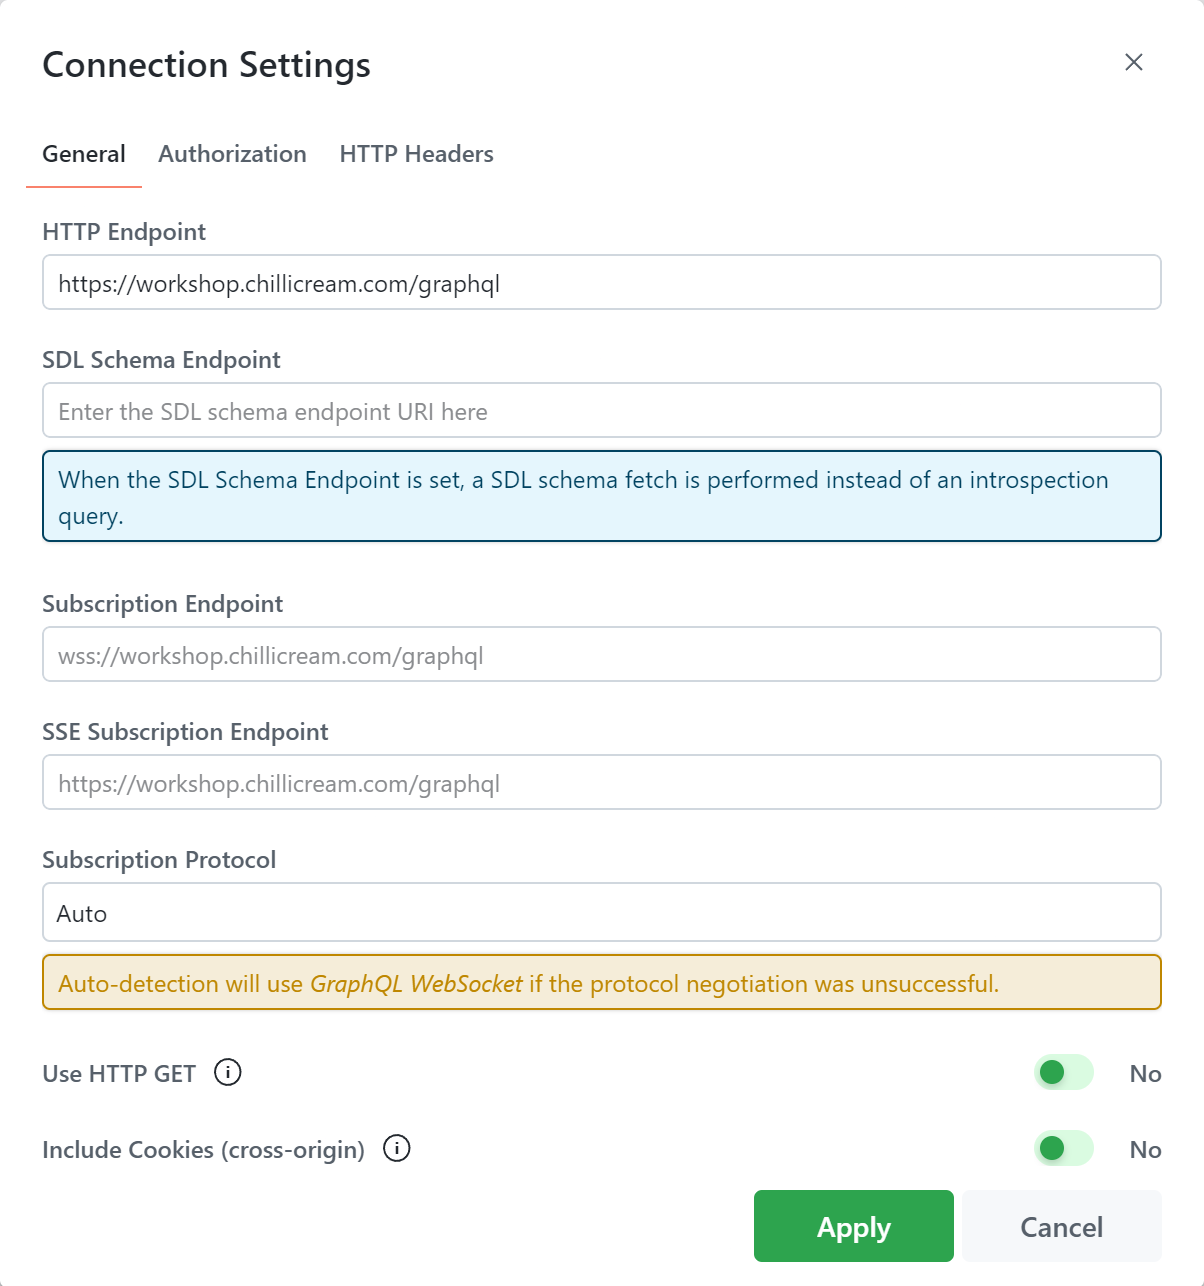 Connection Settings
General Authorization HTTP Headers
HTTP Endpoint
https://workshop.chillicream.com/graphql
SDL Schema Endpoint
Enter the SDL schema endpoint URI here
When the SDL Schema Endpoint is set, a SDL schema fetch is performed instead of an introspection
query.
Subscription Endpoint
wss://workshop.chillicream.com/graphql
SSE Subscription Endpoint
https://workshop.chillicream.com/graphql
Subscription Protocol
Auto
Auto-detection will use GraphQL WebSocket if the protocol negotiation was unsuccessful.
Use HTTP GET No
Include Cookies (cross-origin) No
Apply Cancel